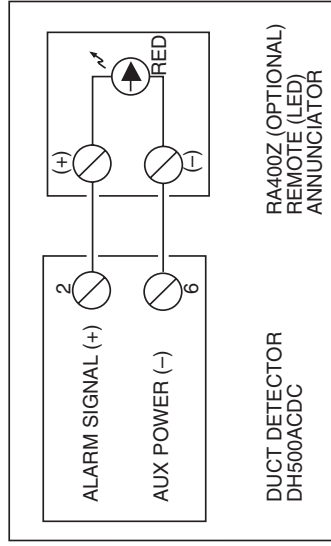 RED
(+)
(–)
2
6
ALARM SIGNAL (+)
AUX POWER (–)
DUCT DETECTOR
DH500ACDC
RA400Z (OPTIONAL)
REMOTE (LED)
ANNUNCIATOR